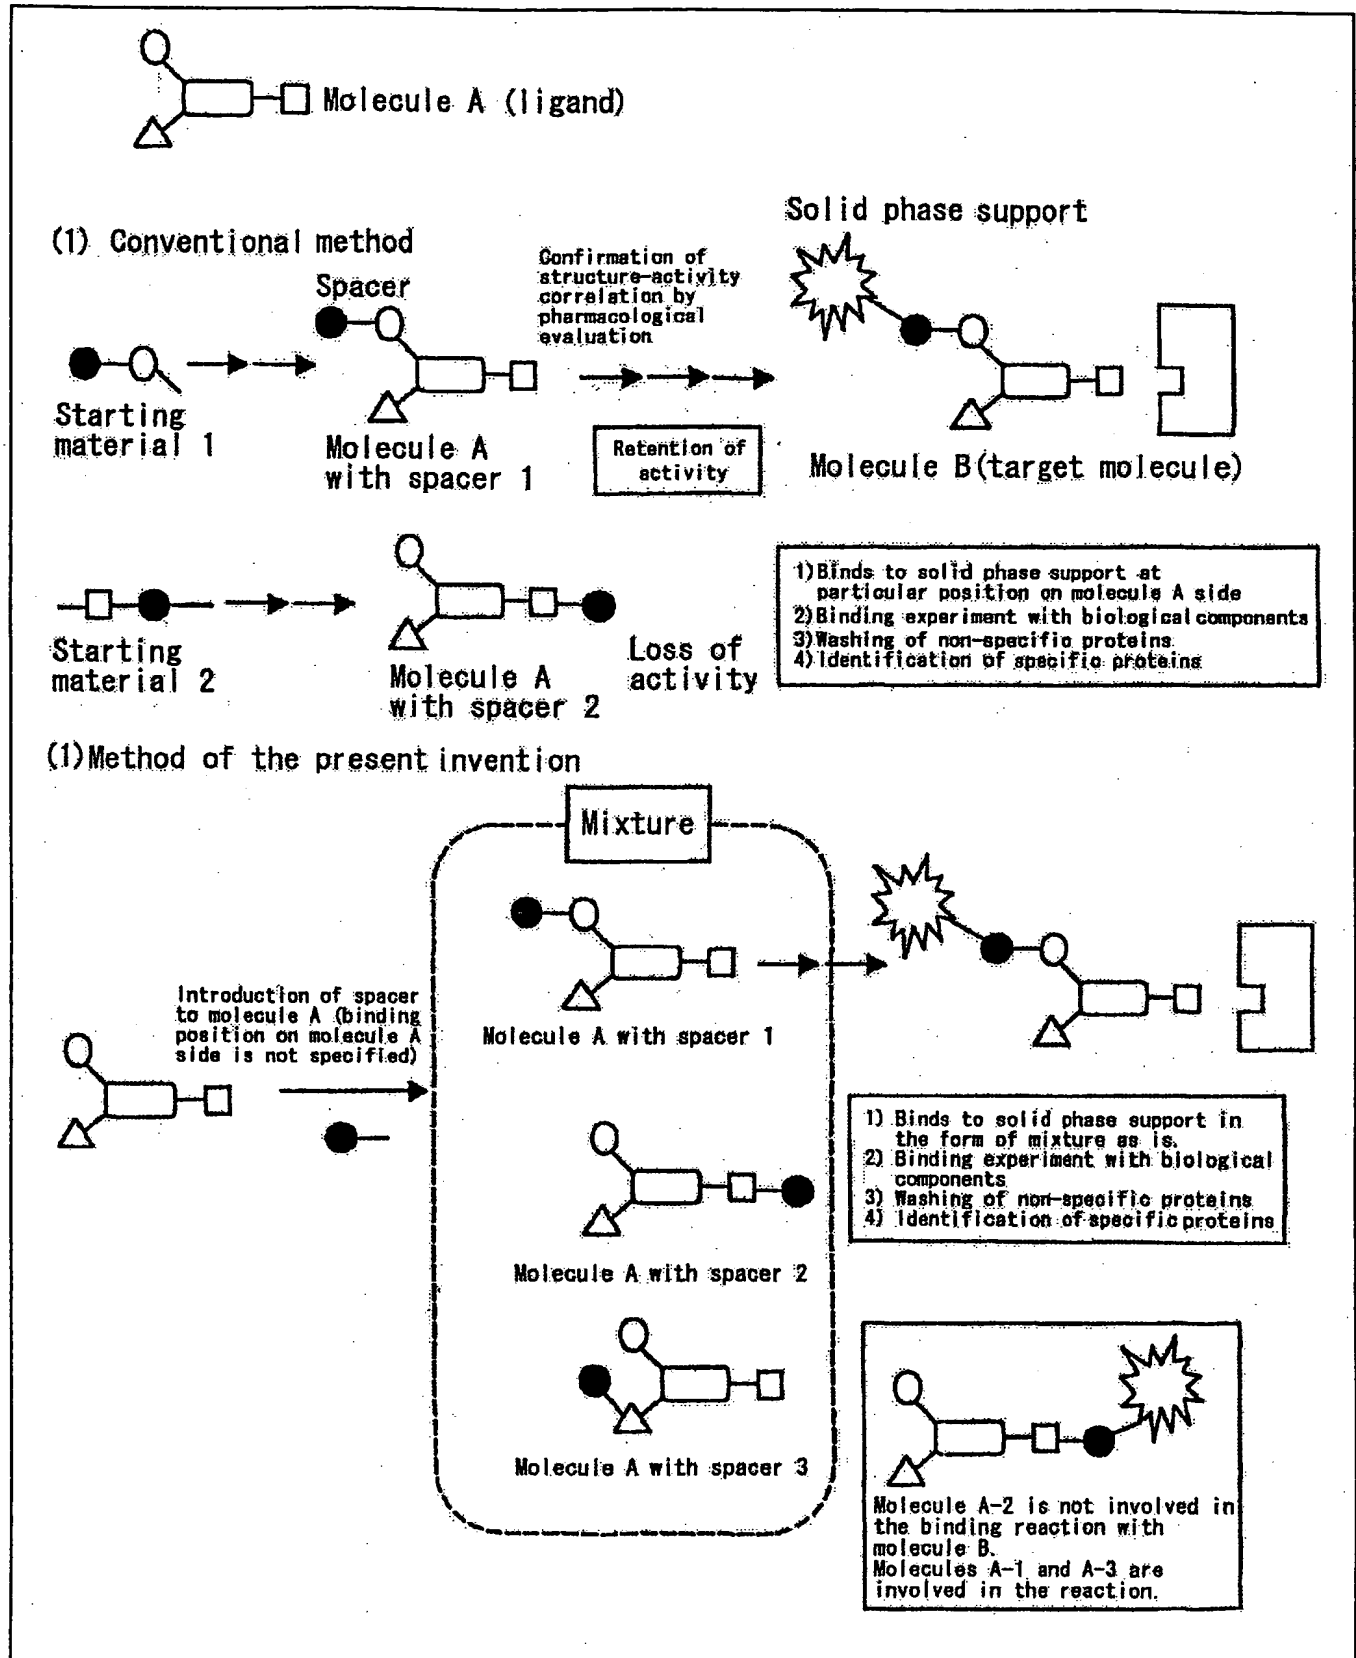 Molecule A (ligand)
Solid phase support
(1) Conventional method
Spacer
Confirmation of
structure-activity
correlation by
pharmacological
evaluation
Starting
material 1
Molecule A
with spacer 1
Retention of
activity
Molecule B(target molecule)
Starting
material 2
Molecule A
with spacer 2
Loss of
activity
1)Binds to solid phase support at
particular position on molecule A side
2)Binding experiment with biological components
3)Washing of non-specific proteins
4)Identification of specific proteins
(1)Method of the present invention
Mixture
Introduction of spacer
to molecule A (binding
position on molecule A
side is not specified)
Molecule A with spacer 1
Molecule A with spacer 2
Molecule A with spacer 3
1) Binds to solid phase support in
the form of mixture as is.
2) Binding experiment with biological
components
3) Washing of non-specific proteins
4) Identification of specific proteins
Molecule A-2 is not involved in
the binding reaction with
molecule B.
Molecules A-1 and A-3 are
involved in the reaction.